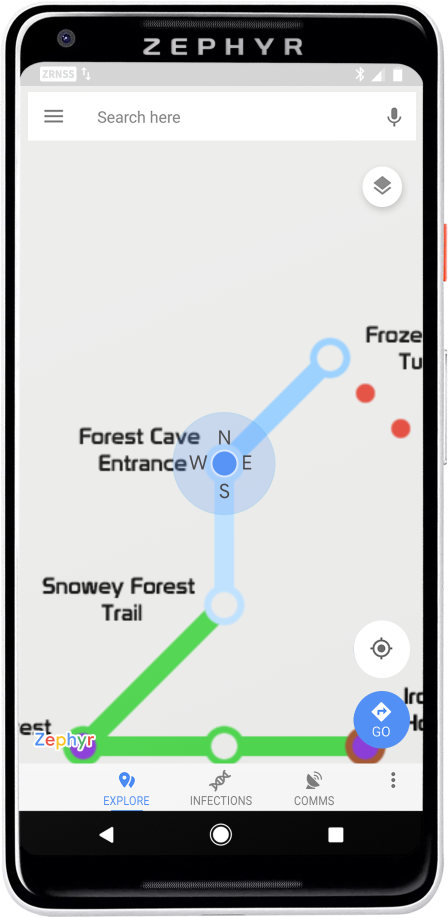 ZEPHYR
ZRNSS
Search here
Froze
Tu
Forest Cave
Entrance
N
W E
S
Snowey Forest
Trail
Iro
Ho
est
Zephyr
GO
EXPLORE INFECTIONS COMMS